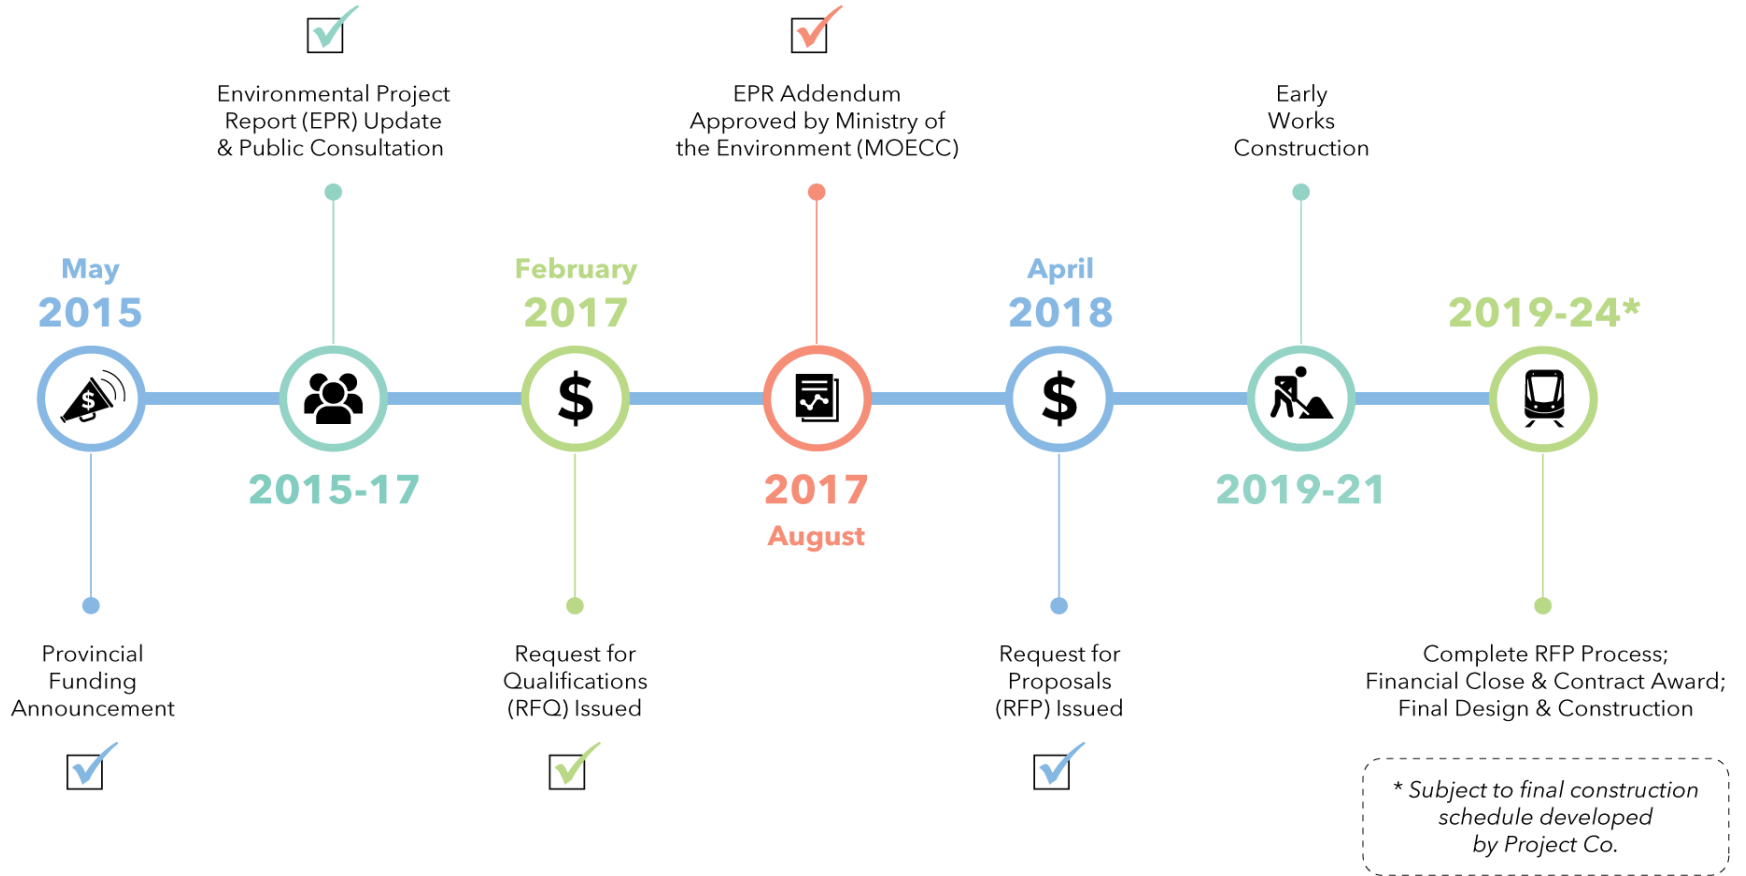 Environmental Project
Report (EPR) Update
& Public Consultation
EPR Addendum
Approved by Ministry of
the Environment (MOECC)
Early
Works
Construction
May
2015
February
2017
April
2018
2019-24*
$
$
$
2015-17
2017
August
2019-21
Provincial
Funding
Announcement
Request for
Qualifications
(RFQ) Issued
Request for
Proposals
(RFP) Issued
Complete RFP Process;
Financial Close & Contract Award;
Final Design & Construction
* Subject to final construction
schedule developed
by Project Co.